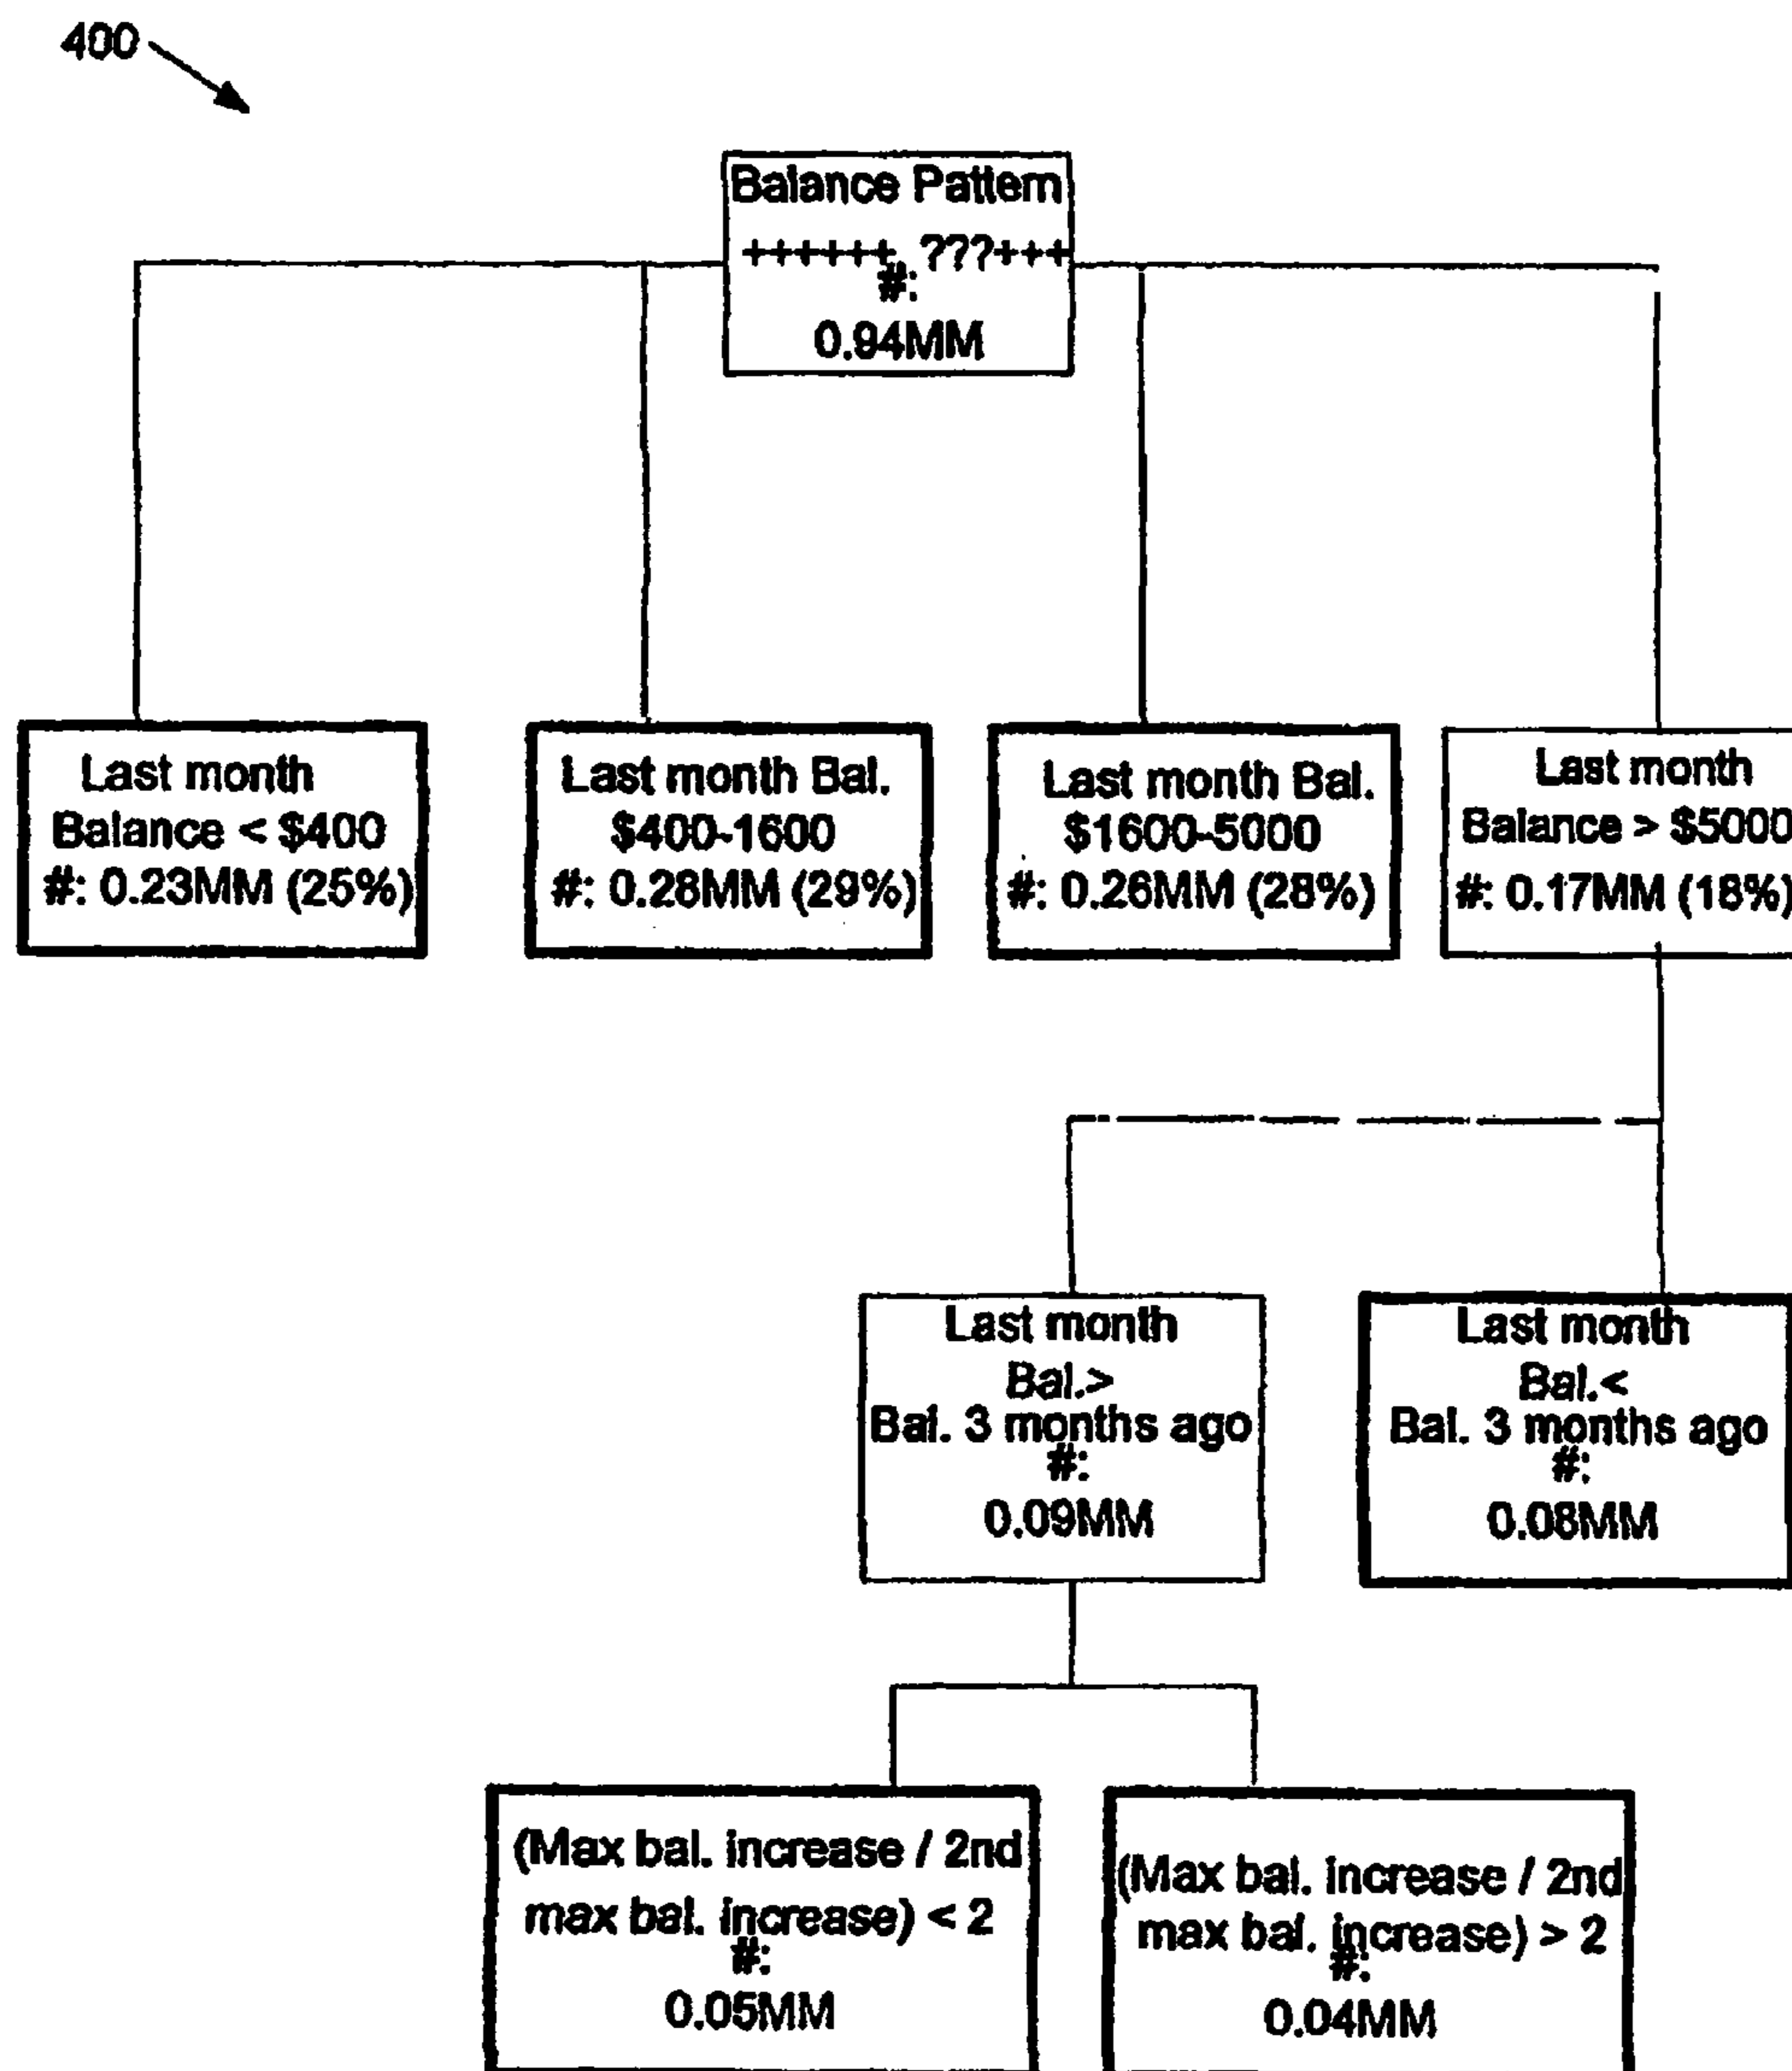 400
Balance Pattern
++++++, ???+++
#:
0.94MM
Last month
Balance < $400
#: 0.23MM (25%)
Last month Bal.
$400-1600
#: 0.28MM (29%)
Last month Bal.
$1600-5000
#: 0.26MM (28%)
Last month
Balance > $5000
#: 0.17MM (18%)
Last month
Bal.>
Bal. 3 months ago
#:
0.09MM
Last month
Bal.<
Bal. 3 months ago
#:
0.08MM
(Max bal. increase / 2nd
max bal. increase) < 2
#:
0.05MM
(Max bal. increase / 2nd
max bal. increase) > 2
#:
0.04MM